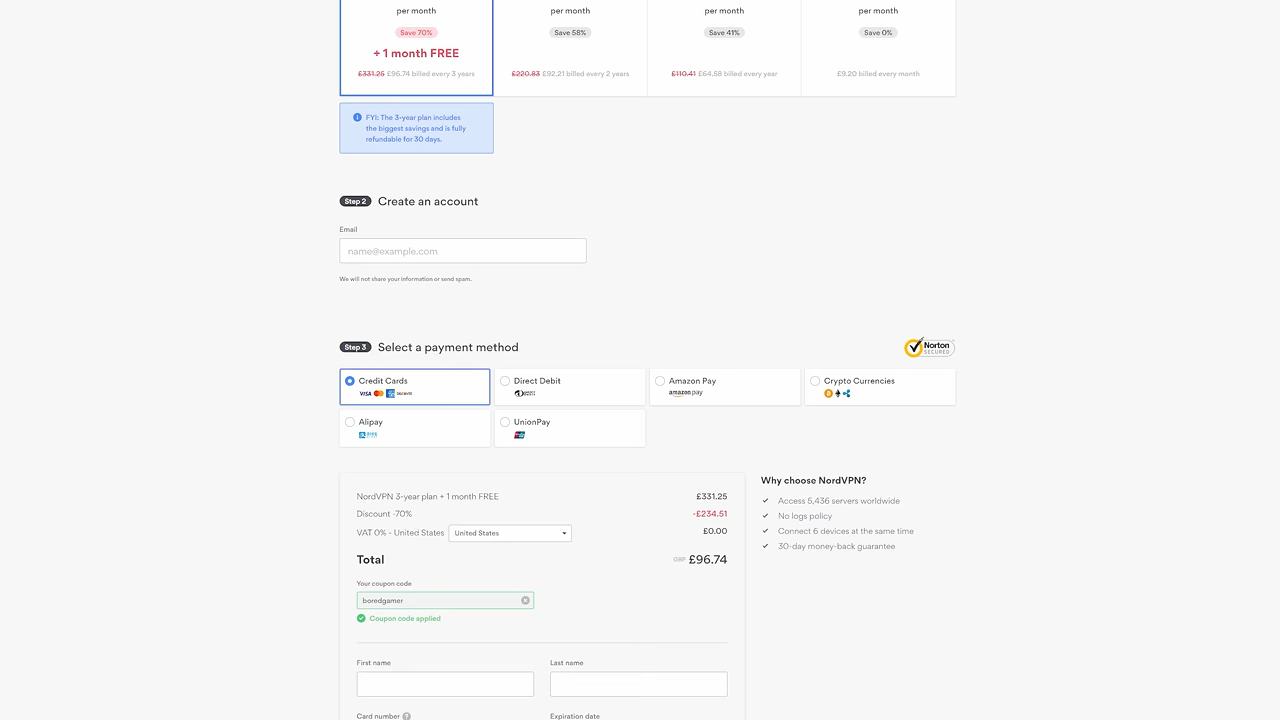 per month per month per month per month
Save 70% Save 58% Save 41% Save 0%
+ 1 month FREE
£331.25 £96.74 billed every 3 years £220.83 £92.21 billed every 2 years £110.41 £64.58 billed every year £9.20 billed every month
FYI: The 3-year plan includes
the biggest savings and is fully
refundable for 30 days.
Step 2 Create an account
Email
name@example.com
We will not share your information or send spam.
Step 3 Select a payment method
Norton
SECURED
Credit Cards Direct Debit Amazon Pay Crypto Currencies
VISA DISCOVER amazon pay
Alipay UnionPay
NordVPN 3-year plan + 1 month FREE £331.25
Discount -70% -£234.51
VAT 0% - United States United States £0.00
Total GBP £96.74
Your coupon code
boredgamer
Coupon code applied
Why choose NordVPN?
Access 5,436 servers worldwide
No logs policy
Connect 6 devices at the same time
30-day money-back guarantee
First name Last name
Card number ? Expiration date